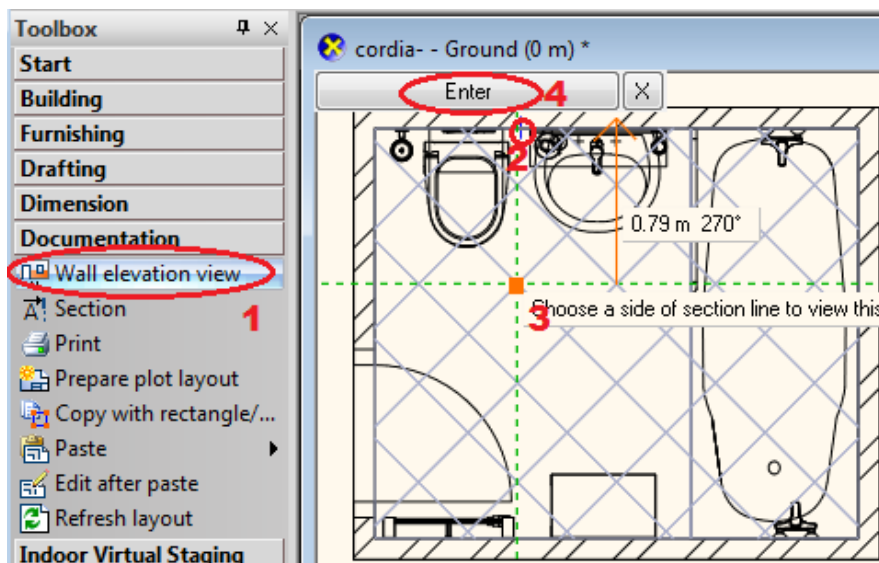 Toolbox
Start
Building
Furnishing
Drafting
Dimension
Documentation
Wall elevation view
1
Section
Print
Prepare plot layout
Copy with rectangle/...
Paste
Edit after paste
Refresh layout
Indoor Virtual Staging
cordia- - Ground (0 m) *
Enter
4
X
2
0.79 m 270°
Choose a side of section line to view this
3